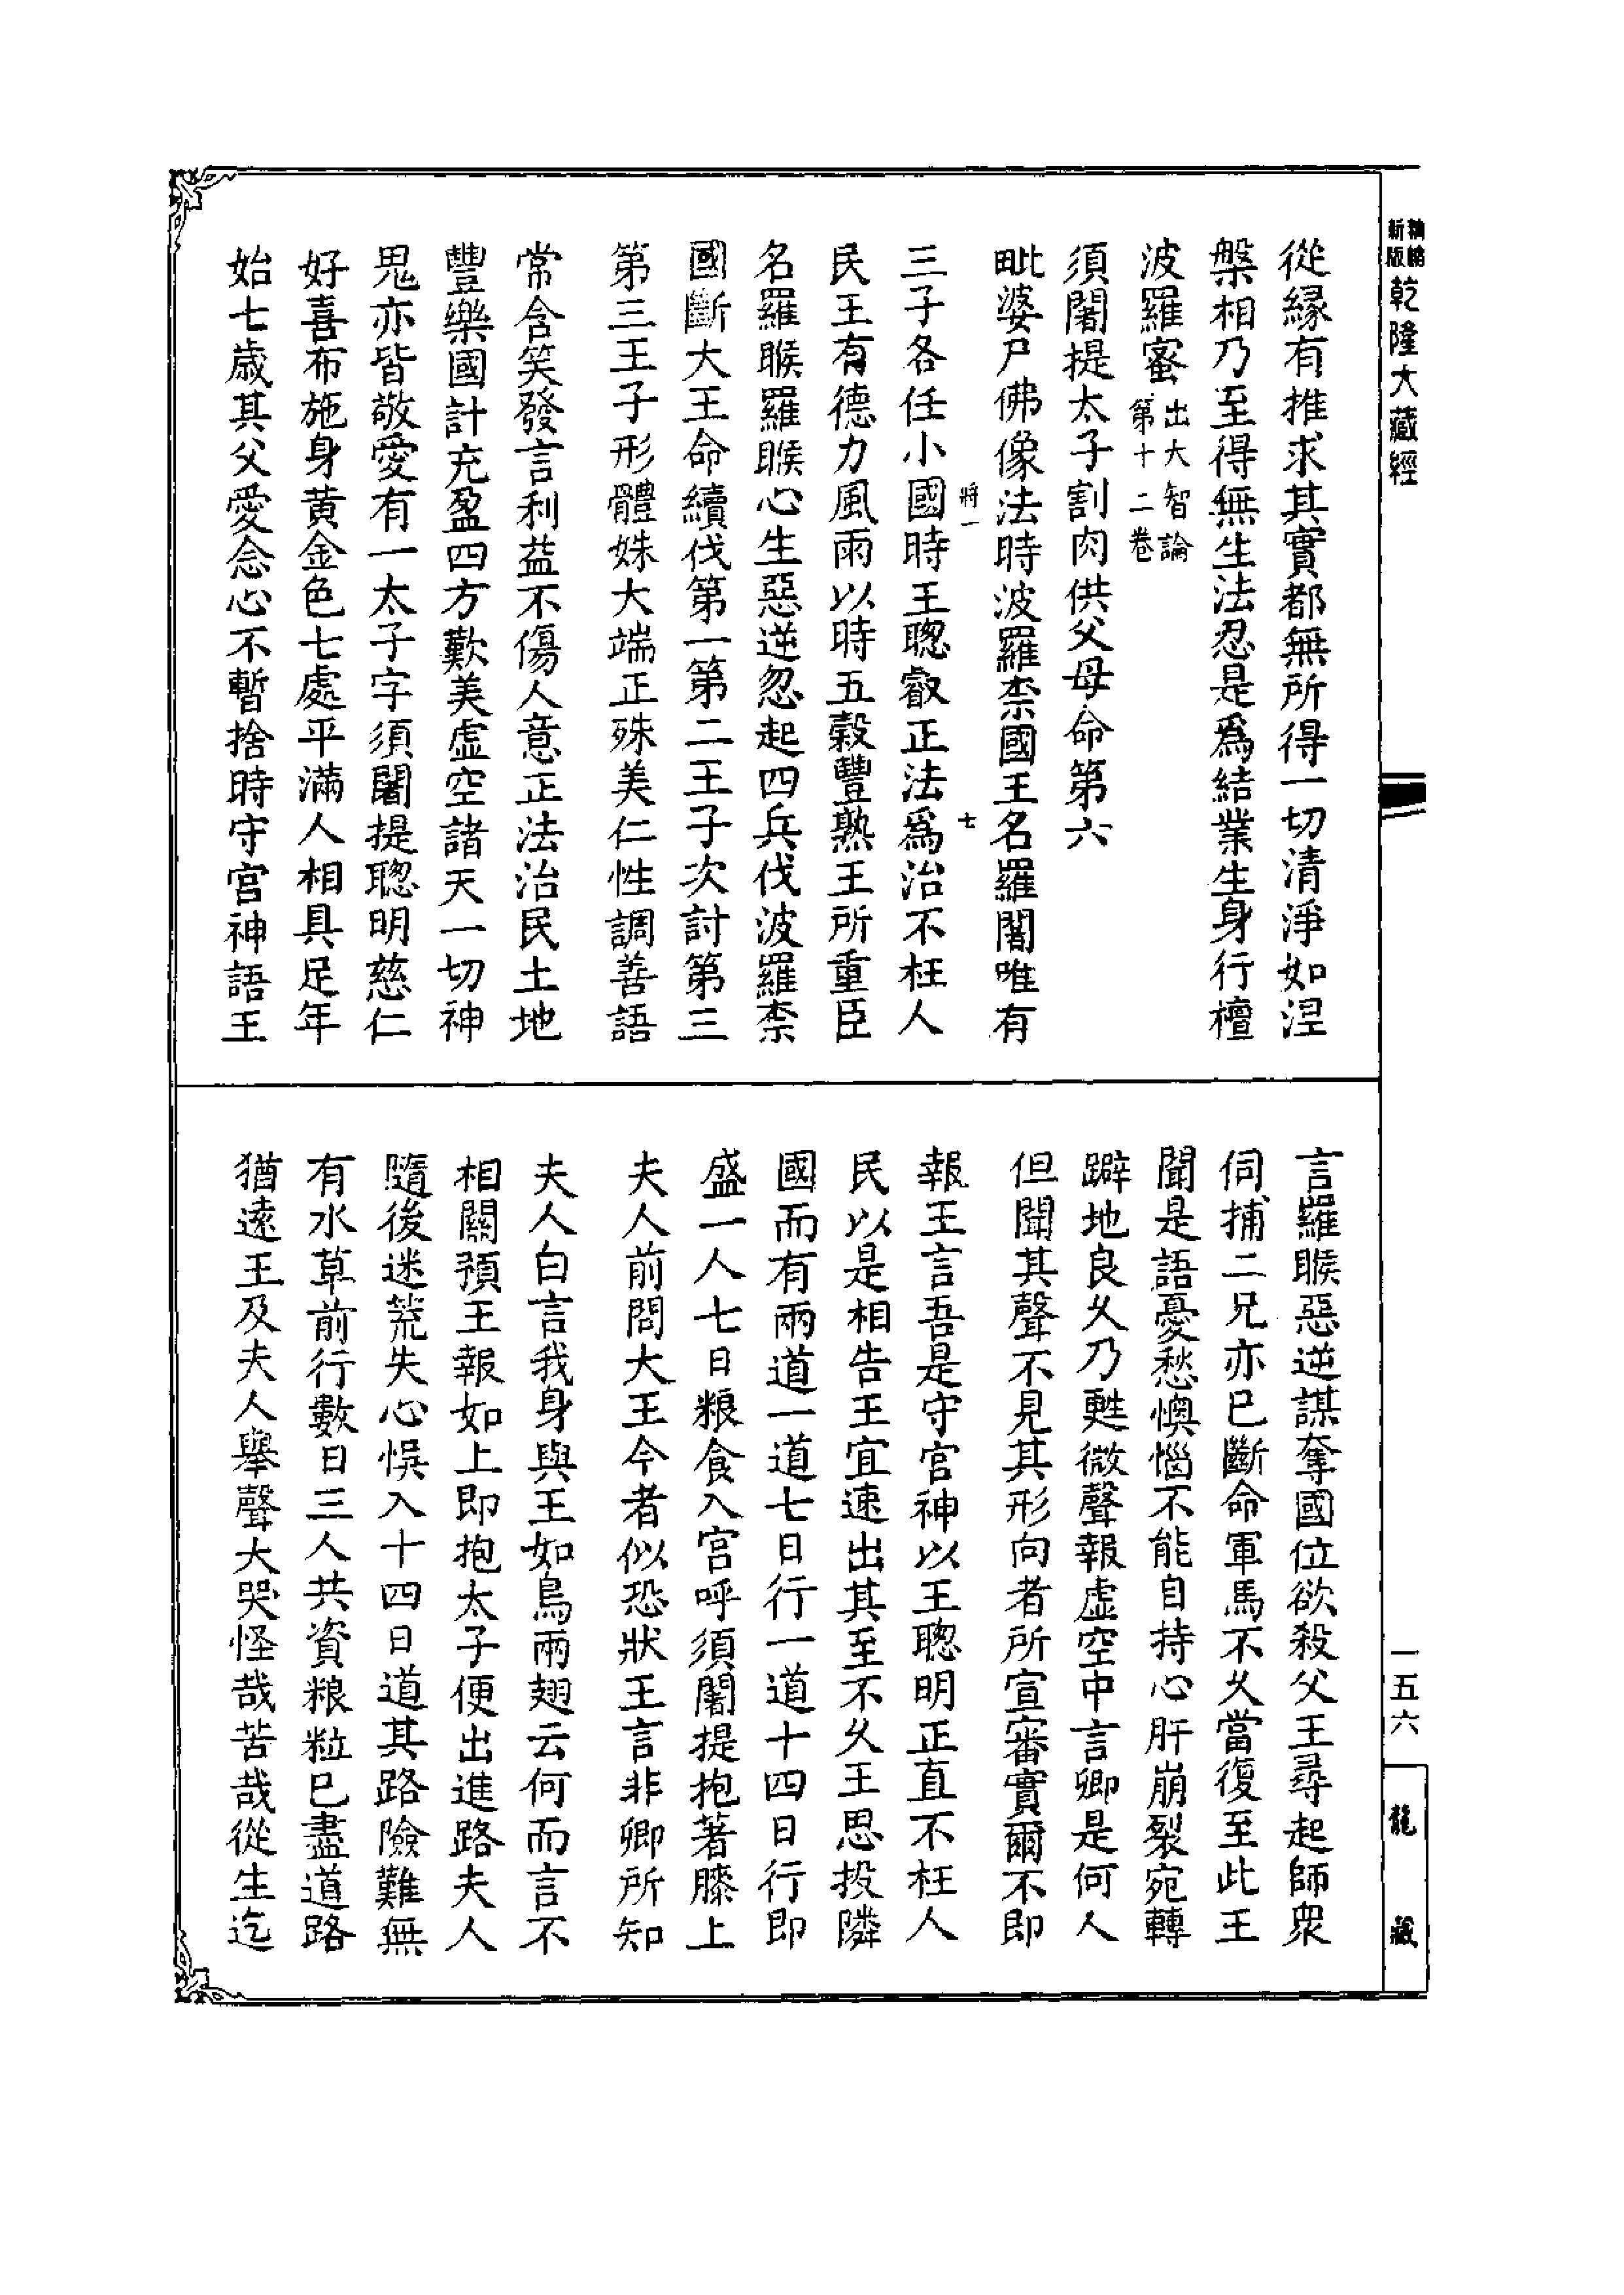 新版
精縮
乾隆大藏經
從緣有推求其實都無所得一切清淨如涅
槃相乃至得無生法忍是爲結業生身行檀
波羅蜜
出大智論
第十二卷
須闍提太子割肉供父母命第六
毗婆尸佛像法時波羅柰國王名羅闍唯有
將一
七
三子各任小國時王聰叡正法爲治不枉人
民王有德力風雨以時五穀豐熟王所重臣
名羅睺羅睺心生惡逆忽起四兵伐波羅柰
國斷大王命續伐第一第二王子次討第三
第三王子形體姝大端正殊美仁性調善語
常含笑發言利益不傷人意正法治民土地
豐樂國計充盈四方歎美虛空諸天一切神
鬼亦皆敬愛有一太子字須闍提聰明慈仁
好喜布施身黃金色七處平滿人相具足年
始七歲其父愛念心不暫捨時守宮神語王
言羅睺惡逆謀奪國位欲殺父王尋起師衆
伺捕二兄亦已斷命軍馬不久當復至此王
聞是語憂愁懊惱不能自持心肝崩裂宛轉
躃地良久乃甦微聲報虛空中言卿是何人
但聞其聲不見其形向者所宣審實爾不即
報王言吾是守宮神以王聰明正直不枉人
民以是相告王宜速出其至不久王思投隣
國而有兩道一道七日行一道十四日行即
盛一人七日粮食入宮呼須闍提抱著膝上
夫人前問大王今者似恐狀王言非卿所知
夫人白言我身與王如鳥兩翅云何而言不
相關預王報如上即抱太子便出進路夫人
隨後迷荒失心悞入十四日道其路險難無
有水草前行數日三人共資粮粒已盡道路
猶遠王及夫人舉聲大哭怪哉苦哉從生迄
一五六
龍藏